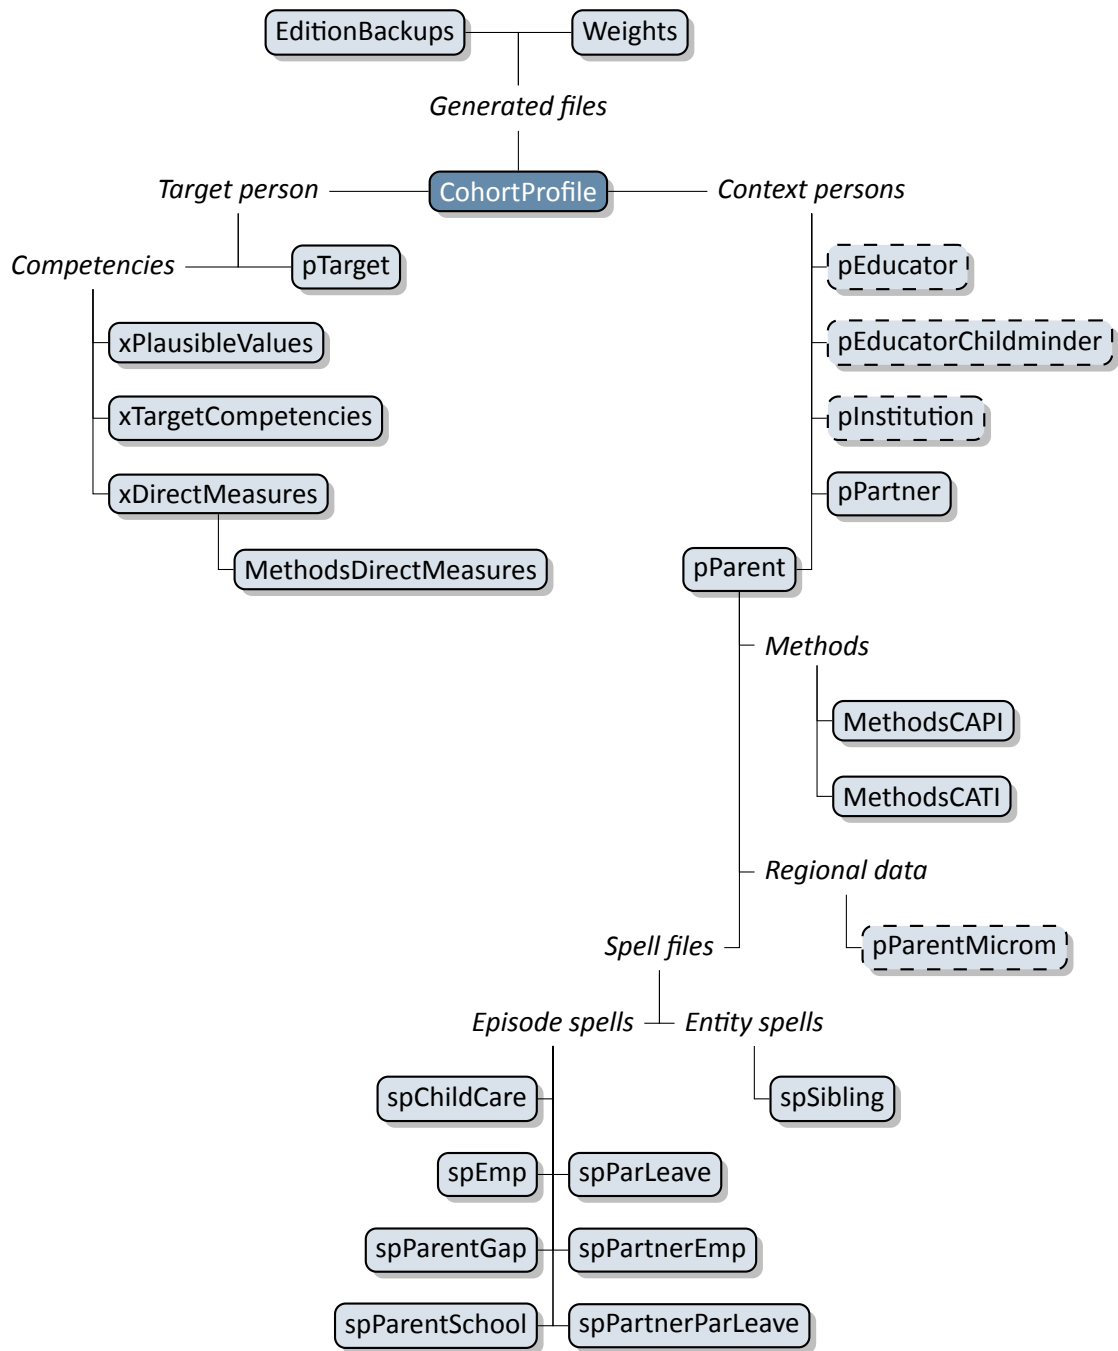 EditionBackups
Weights
Generated files
Target person
CohortProfile
Context persons
Competencies
pTarget
pEducator
xPlausibleValues
pEducatorChildminder
xTargetCompetencies
pInstitution
xDirectMeasures
pPartner
MethodsDirectMeasures
pParent
Methods
MethodsCAPI
MethodsCATI
Regional data
Spell files
pParentMicrom
Episode spells
Entity spells
spChildCare
spSibling
spEmp
spParLeave
spParentGap
spPartnerEmp
spParentSchool
spPartnerParLeave